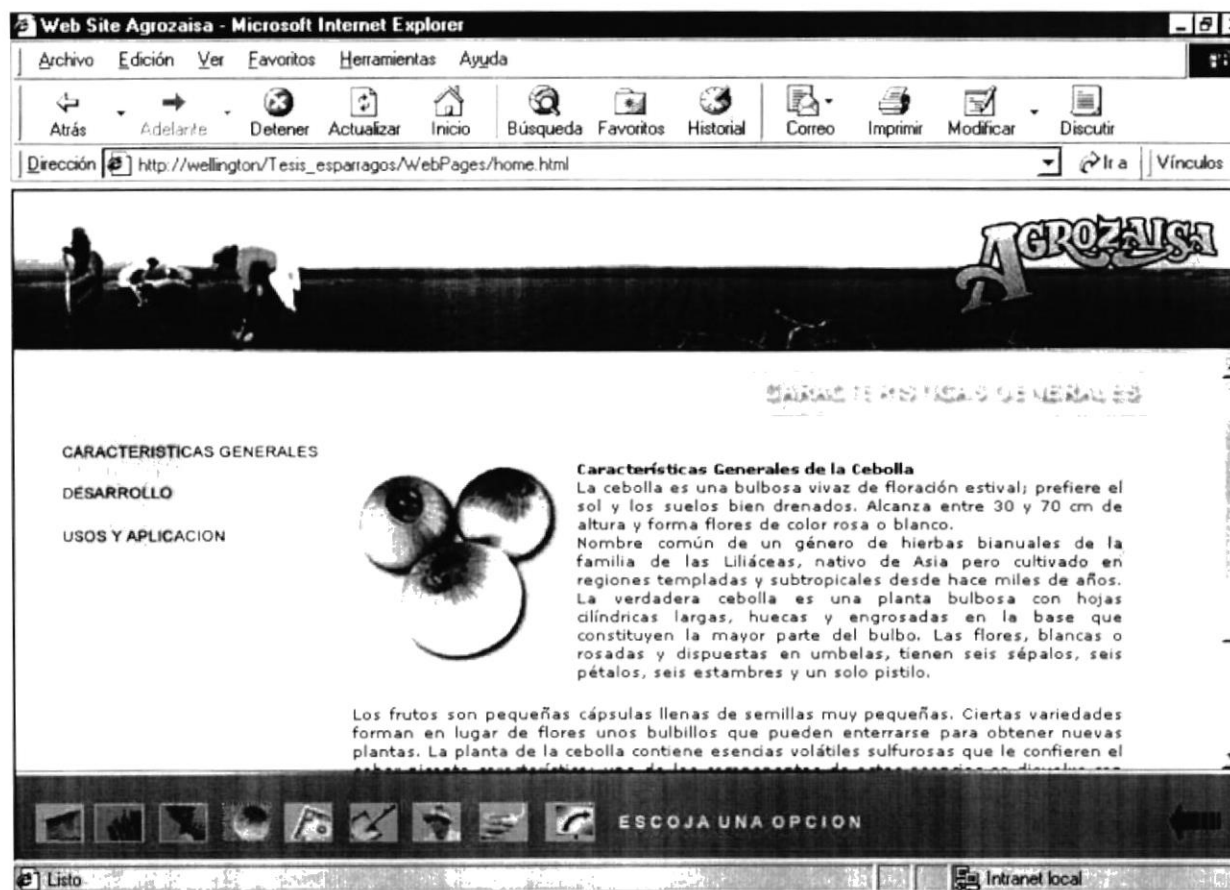 Web Site Agrozaisa - Microsoft Internet Explorer
Archivo Edición Ver Favoritos Herramientas Ayuda
Atrás Adelante Detener Actualizar Inicio Búsqueda Favoritos Historial Correo Imprimir Modificar Discutir
Dirección http://wellington/Tesis_esparragos/WebPages/home.html Ir a Vínculos
AGROZAISA
CARACTERISTICAS GENERALES
CARACTERISTICAS GENERALES
DESARROLLO
USOS Y APLICACION
Características Generales de la Cebolla
La cebolla es una bulbosa vivaz de floración estival; prefiere el
sol y los suelos bien drenados. Alcanza entre 30 y 70 cm de
altura y forma flores de color rosa o blanco.
Nombre común de un género de hierbas bianuales de la
familia de las Liliáceas, nativo de Asia pero cultivado en
regiones templadas y subtropicales desde hace miles de años.
La verdadera cebolla es una planta bulbosa con hojas
cilíndricas largas, huecas y engrosadas en la base que
constituyen la mayor parte del bulbo. Las flores, blancas o
rosadas y dispuestas en umbelas, tienen seis sépalos, seis
pétalos, seis estambres y un solo pistilo.
Los frutos son pequeñas cápsulas llenas de semillas muy pequeñas. Ciertas variedades
forman en lugar de flores unos bulbillos que pueden enterrarse para obtener nuevas
plantas. La planta de la cebolla contiene esencias volátiles sulfurosas que le confieren el
ESCOJA UNA OPCION
Listo Intranet local